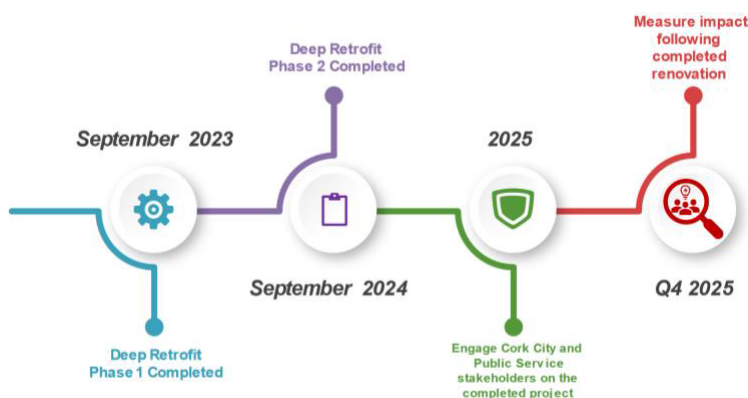 Measure impact
following
completed
renovation
Deep Retrofit
Phase 2 Completed
September 2023
2025
September 2024
Q4 2025
Deep Retrofit
Phase 1 Completed
Engage Cork City and
Public Service
stakeholders on the
completed project